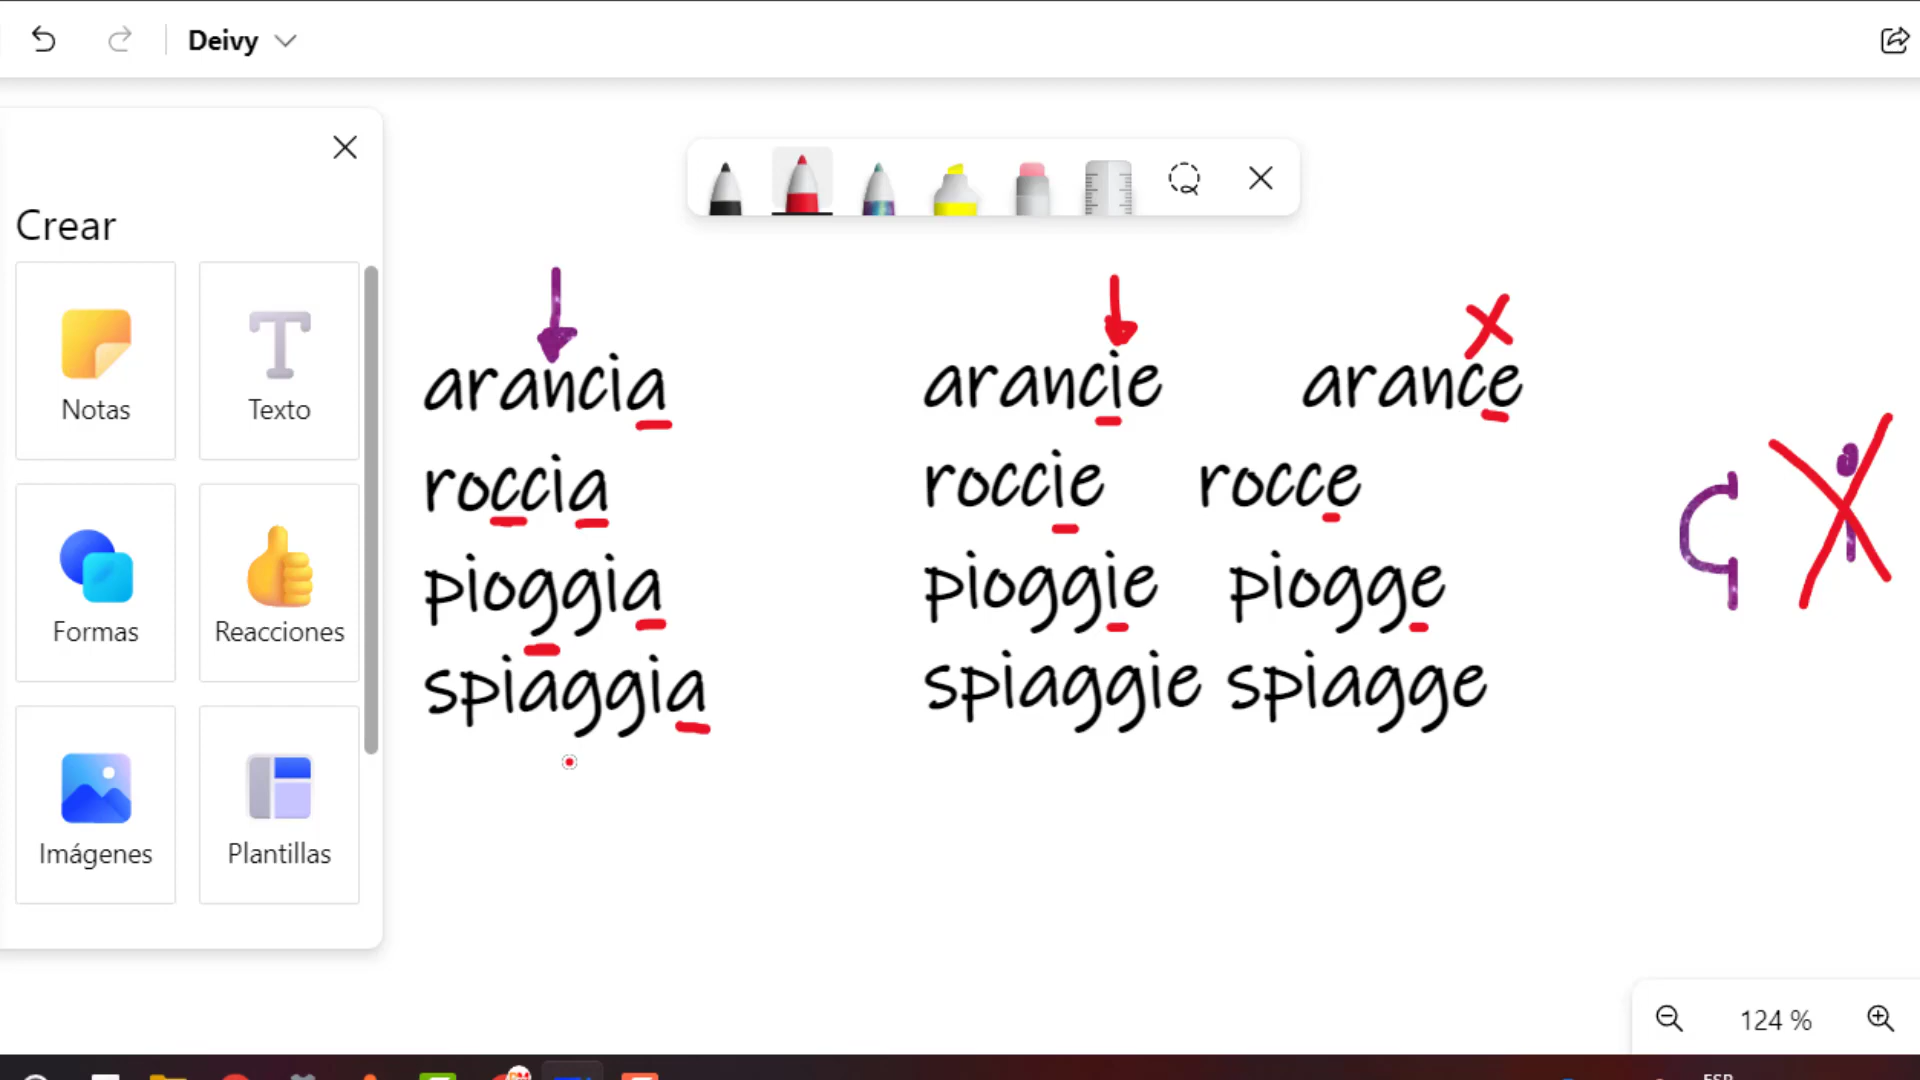 Deivy
Crear
Notas Texto
Formas Reacciones
Imágenes Plantillas
arancia arancie arance
roccia roccie rocce
pioggia pioggie piogge
spiaggia spiaggie spiagge
C i
124 %
ESP